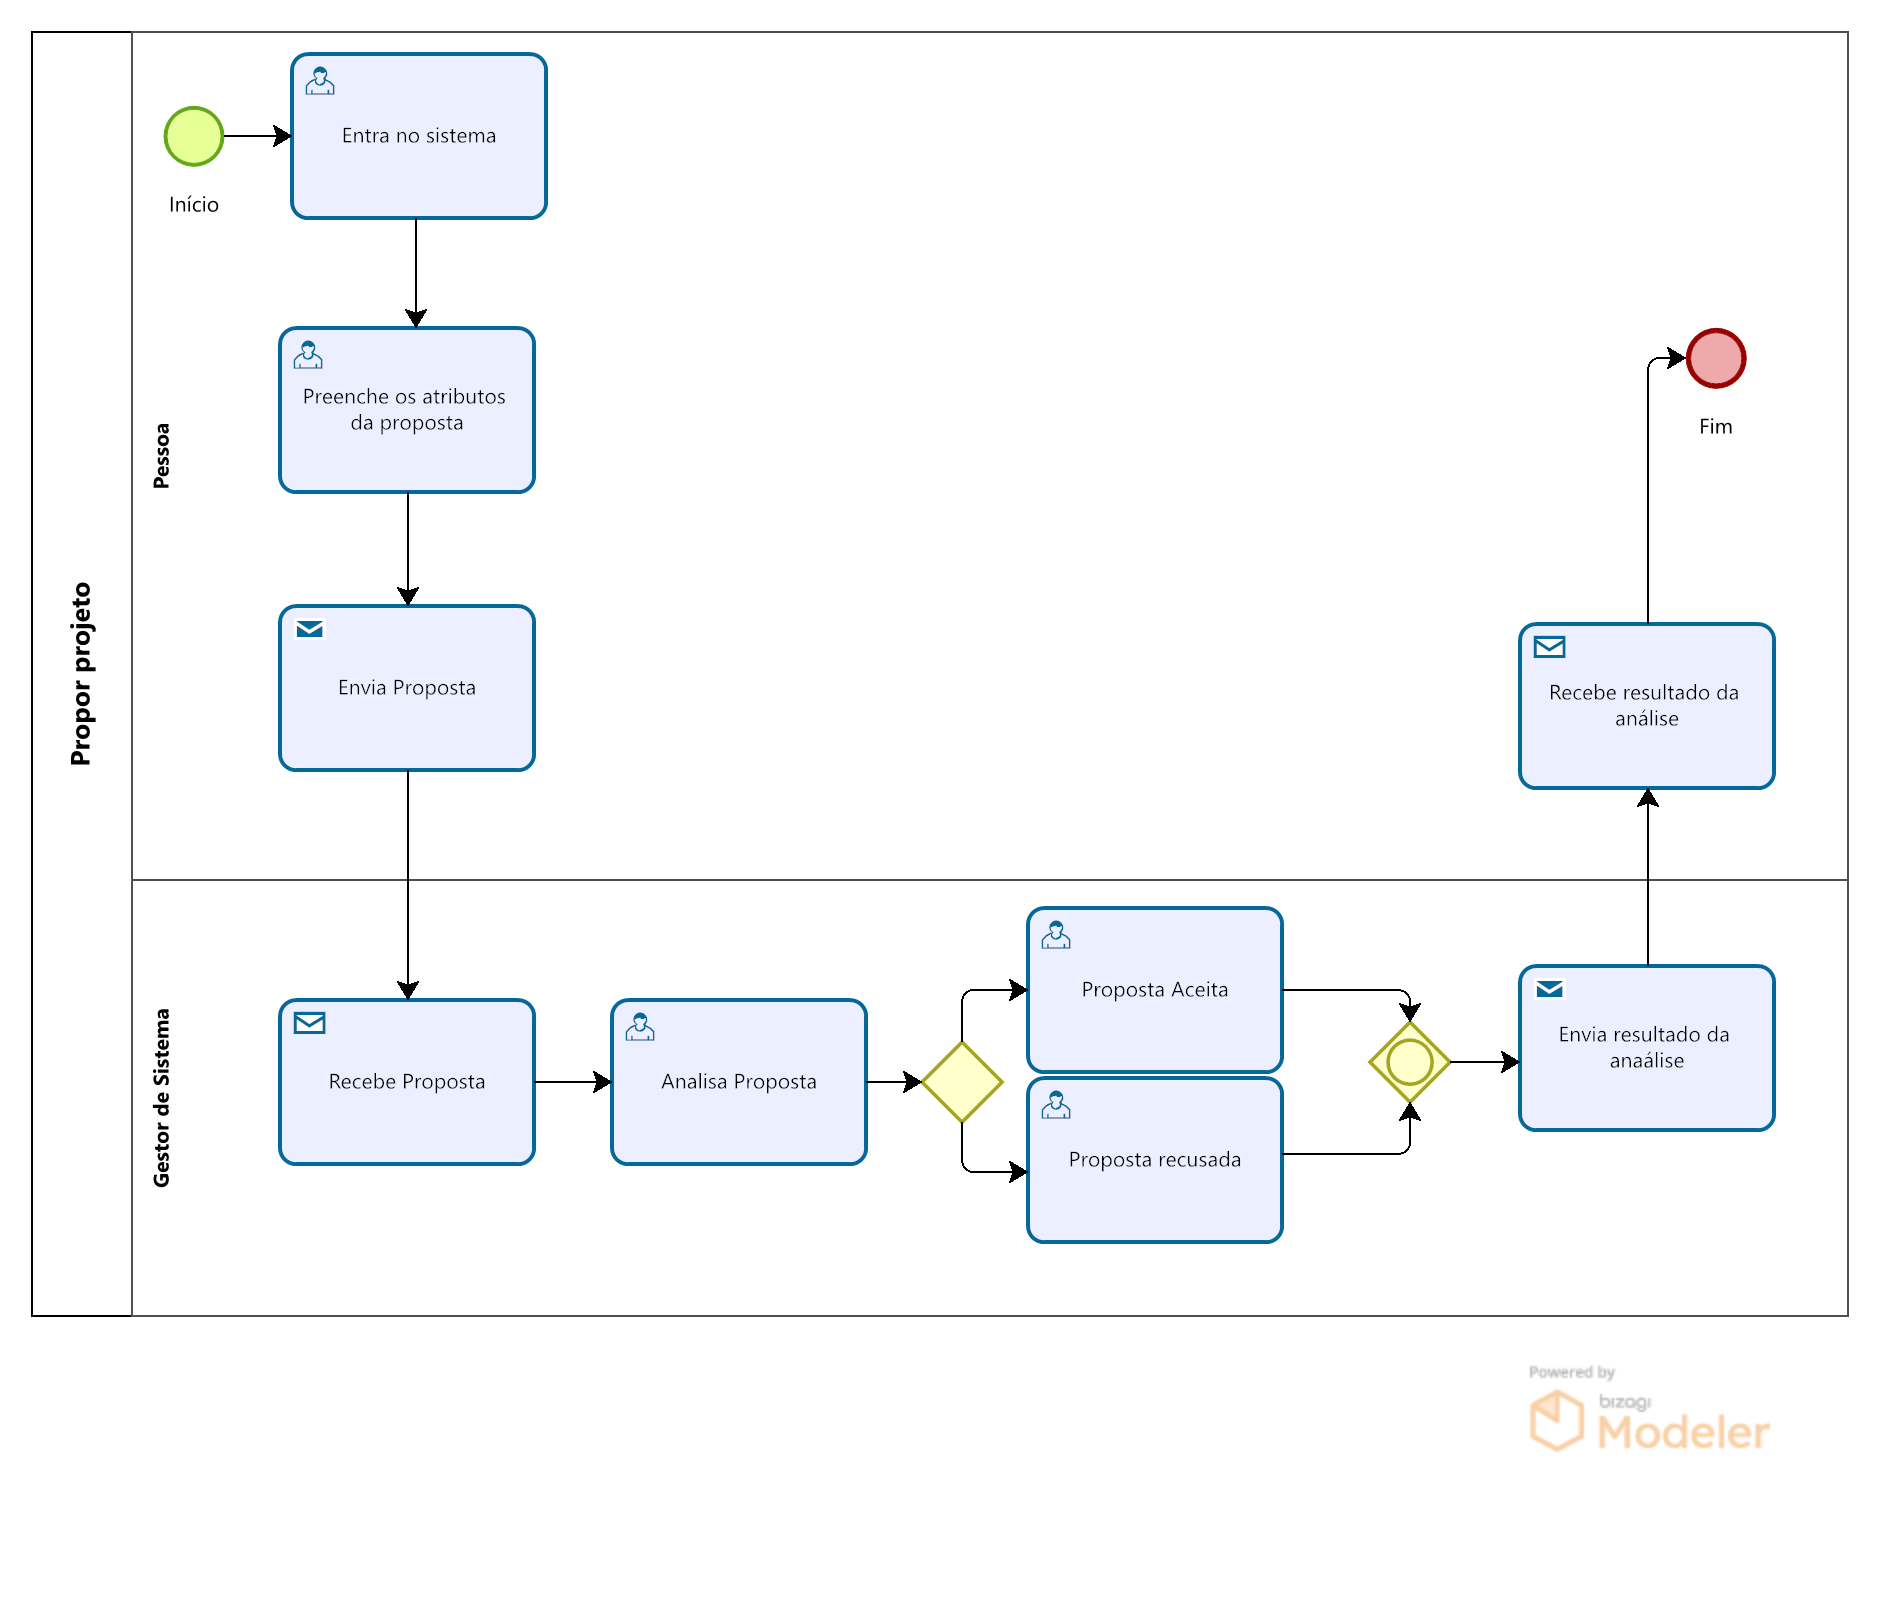 Propor projeto
Pessoa
Início
Entra no sistema
Preenche os atributos
da proposta
Envia Proposta
Fim
Recebe resultado da
análise
Gestor de Sistema
Recebe Proposta
Analisa Proposta
Proposta Aceita
Proposta recusada
Envia resultado da
anaálise
Powered by
bizagi
Modeler